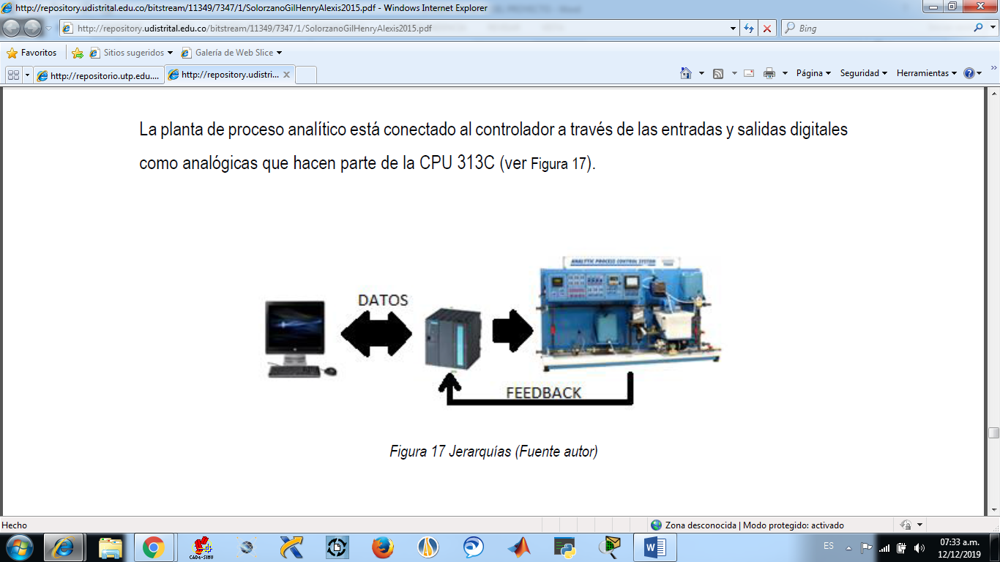 http://repository.udistrital.edu.co/bitstream/11349/7347/1/SolorzanoGilHenryAlexis2015.pdf - Windows Internet Explorer
http://repository.udistrital.edu.co/bitstream/11349/7347/1/SolorzanoGilHenryAlexis2015.pdf
Bing
Favoritos
Sitios sugeridos
Galería de Web Slice
http://repositorio.utp.edu....
http://repository.udistri...
Página
Seguridad
Herramientas
La planta de proceso analítico está conectado al controlador a través de las entradas y salidas digitales
como analógicas que hacen parte de la CPU 313C (ver Figura 17).
ANALYTIC PROCESS CONTROL SYSTEM
DATOS
FEEDBACK
Figura 17 Jerarquías (Fuente autor)
Hecho
Zona desconocida | Modo protegido: activado
CADe-SIMU
ES
07:33 a.m.
12/12/2019